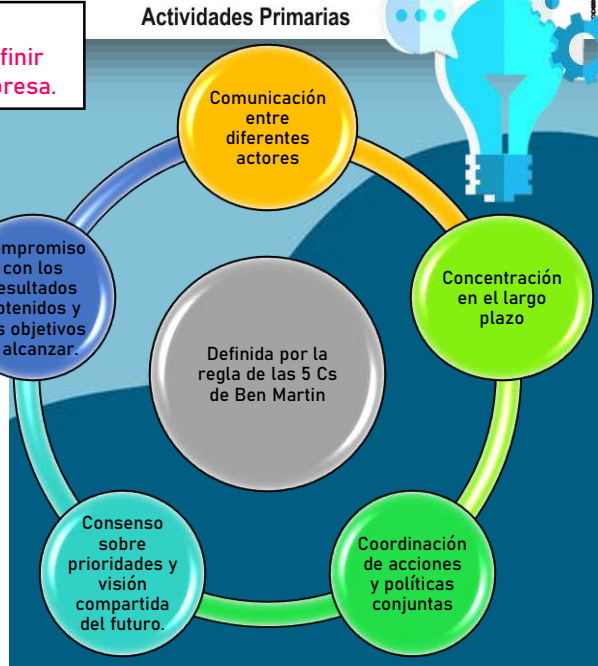 Actividades Primarias
finir
resa.
Comunicación
entre
diferentes
actores
Concentración
en el largo
plazo
Coordinación
de acciones
y políticas
conjuntas
Consenso
sobre
prioridades y
visión
compartida
del futuro.
mpromiso
con los
esultados
btenidos y
s objetivos
alcanzar.
Definida por la
regla de las 5 Cs
de Ben Martin